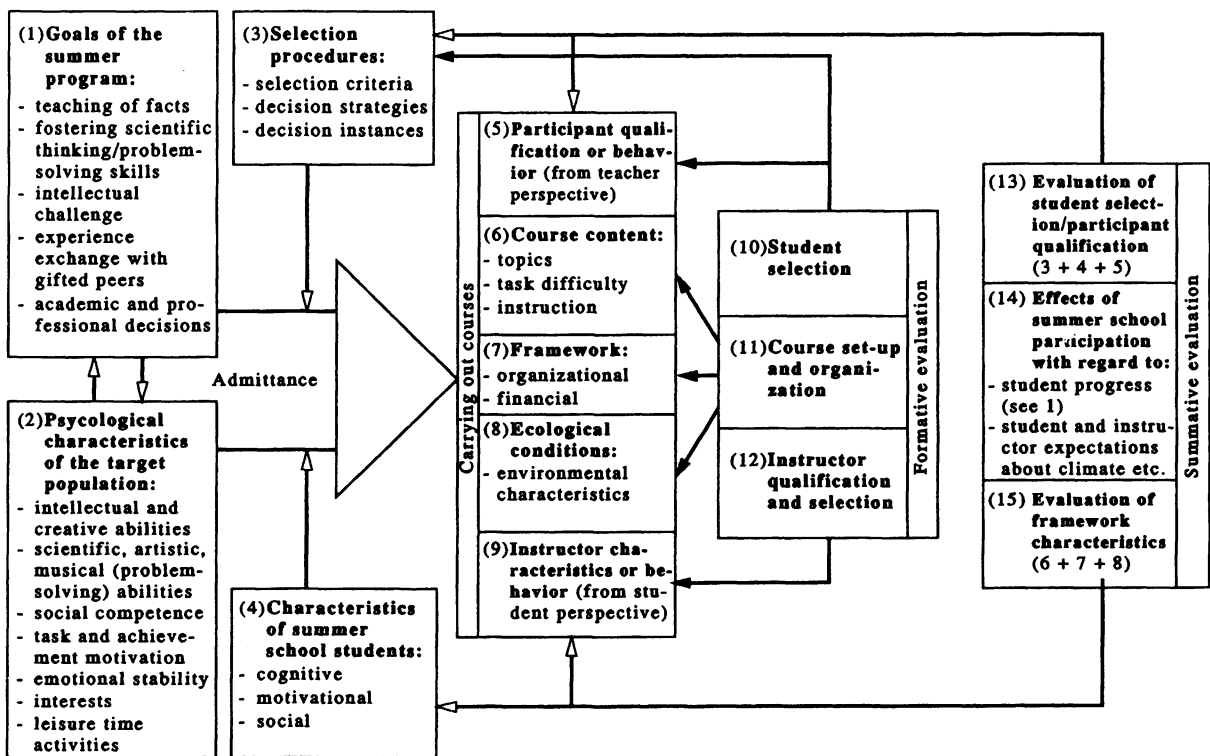 (1)Goals of the
summer
program:
- teaching of facts
- fostering scientific
thinking/problem-
solving skills
- intellectual
challenge
- experience
exchange with
gifted peers
- academic and pro-
fessional decisions
(2)Psycological
characteristics
of the target
population:
- intellectual and
creative abilities
- scientific, artistic,
musical (problem-
solving) abilities
- social competence
- task and achieve-
ment motivation
- emotional stability
- interests
- leisure time
activities
(3)Selection
procedures:
- selection criteria
- decision strategies
- decision instances
Admittance
(4)Characteristics
of summer
school students:
- cognitive
- motivational
- social
Carrying out courses
(5)Participant quali-
fication or behav-
ior (from teacher
perspective)
(6)Course content:
- topics
- task difficulty
- instruction
(7)Framework:
- organizational
- financial
(8)Ecological
conditions:
- environmental
characteristics
(9)Instructor cha-
racteristics or be-
havior (from stu-
dent perspective)
(10)Student
selection
(11)Course set-up
and organi-
zation
(12)Instructor
qualification
and selection
Formative evaluation
(13) Evaluation of
student select-
ion/participant
qualification
(3 + 4 + 5)
(14) Effects of
summer school
participation
with regard to:
- student progress
(see 1)
- student and instru-
ctor expectations
about climate etc.
(15) Evaluation of
framework
characteristics
(6 + 7 + 8)
Summative evaluation